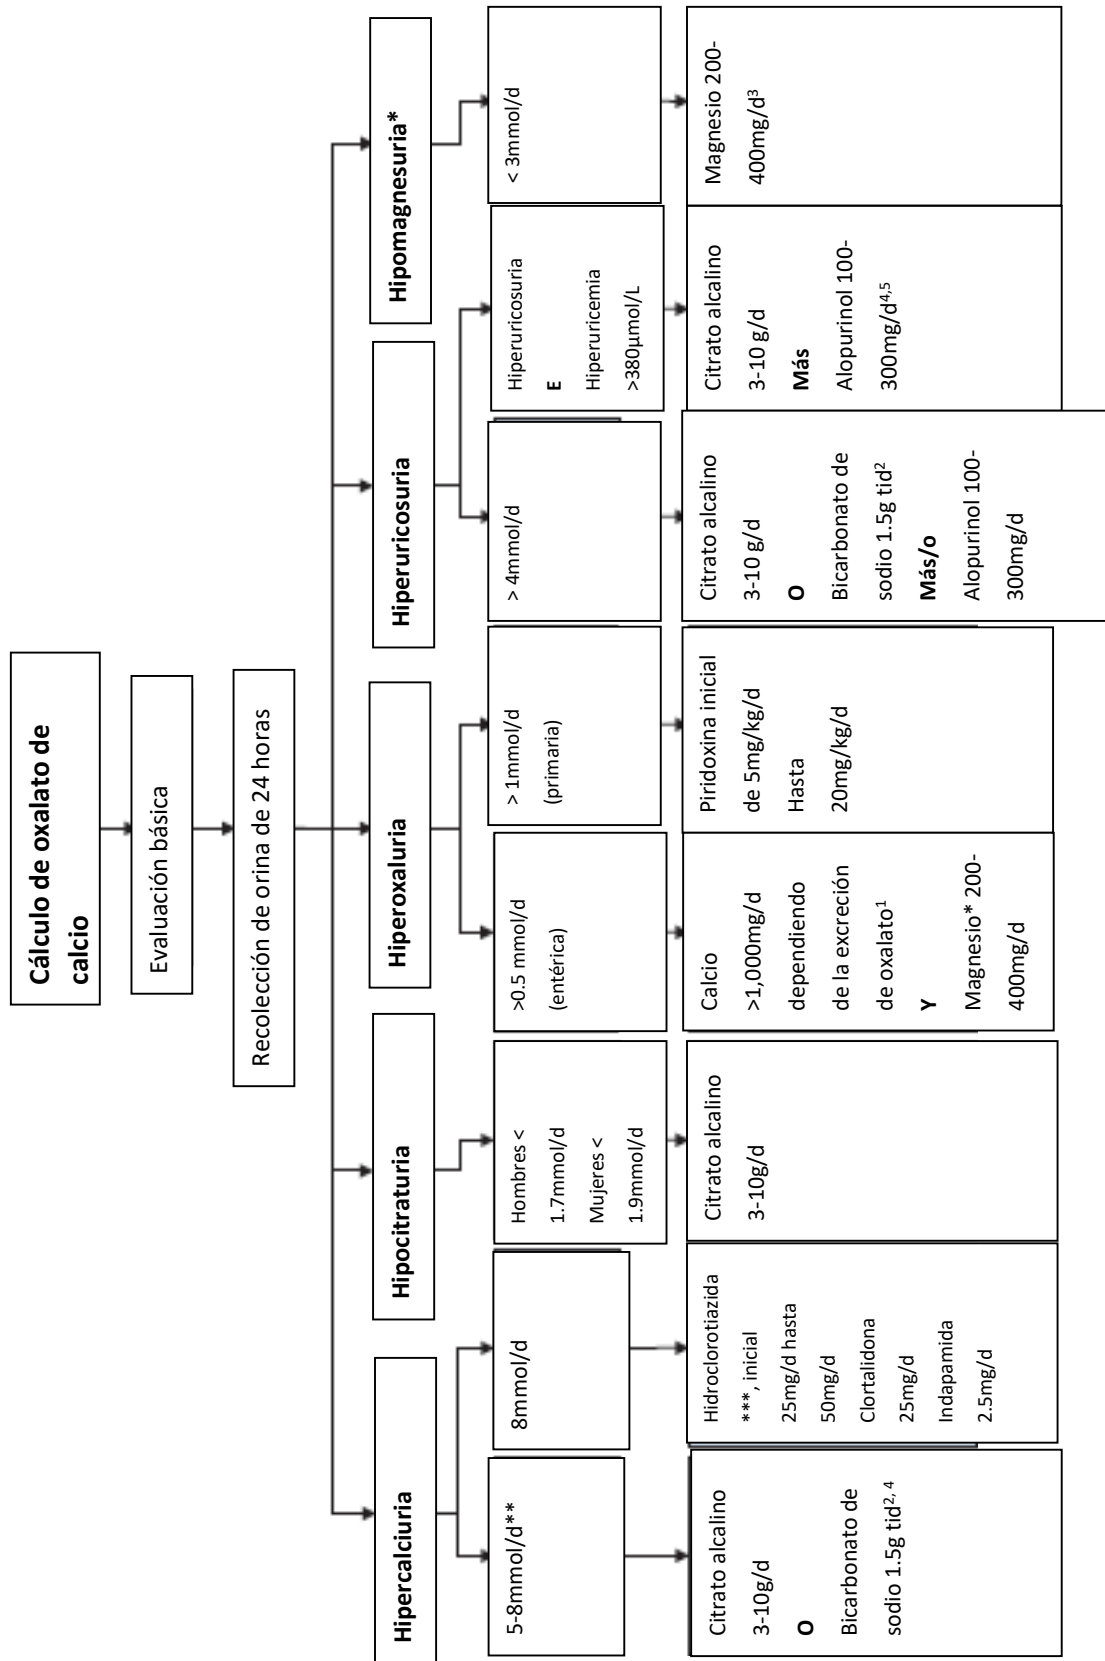 Cálculo de oxalato de
calcio
Evaluación básica
Recolección de orina de 24 horas
Hipercalciuria
Hipocitraturia
Hiperoxaluria
Hiperuricosuria
Hipomagnesuria*
5-8mmol/d**
8mmol/d
Hombres <
1.7mmol/d
Mujeres <
1.9mmol/d
>0.5 mmol/d
(entérica)
> 1mmol/d
(primaria)
> 4mmol/d
Hiperuricosuria
E
Hiperuricemia
>380µmol/L
< 3mmol/d
Citrato alcalino
3-10g/d
O
Bicarbonato de
sodio 1.5g tid2, 4
Hidroclorotiazida
***, inicial
25mg/d hasta
50mg/d
Clortalidona
25mg/d
Indapamida
2.5mg/d
Citrato alcalino
3-10g/d
Calcio
>1,000mg/d
dependiendo
de la excreción
de oxalato1
Y
Magnesio* 200-
400mg/d
Piridoxina inicial
de 5mg/kg/d
Hasta
20mg/kg/d
Citrato alcalino
3-10 g/d
O
Bicarbonato de
sodio 1.5g tid2
Más/o
Alopurinol 100-
300mg/d
Citrato alcalino
3-10 g/d
Más
Alopurinol 100-
300mg/d4,5
Magnesio 200-
400mg/d3